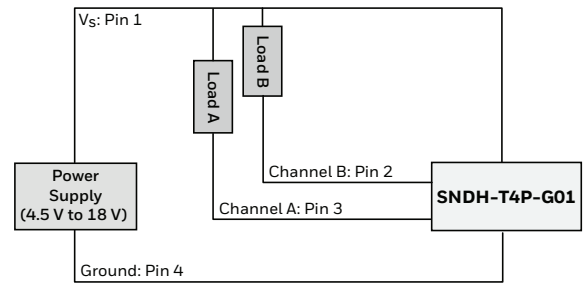 VS: Pin 1
Load A
Load B
Channel B: Pin 2
Power
Supply
(4.5 V to 18 V)
SNDH-T4P-G01
Channel A: Pin 3
Ground: Pin 4